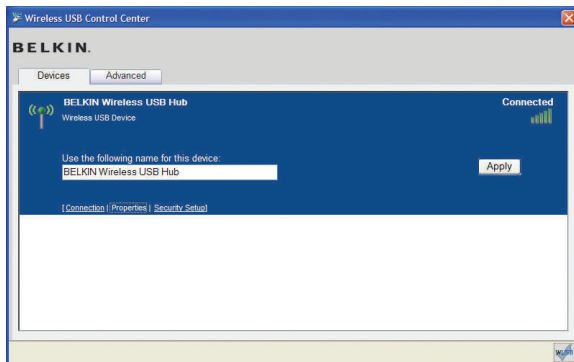 Wireless USB Control Center
BELKIN.
Devices Advanced
BELKIN Wireless USB Hub Connected
Wireless USB Device
Use the following name for this device:
BELKIN Wireless USB Hub Apply
[Connection | Properties | Security Setup]